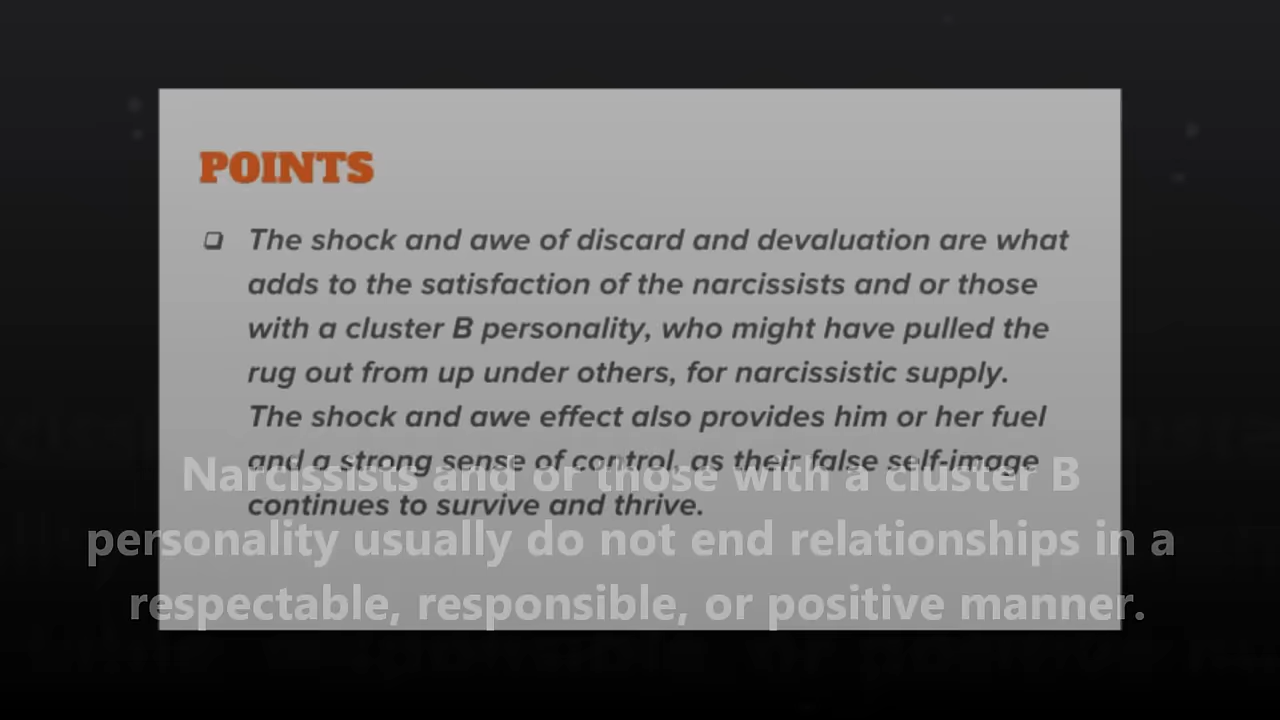 POINTS
❑ The shock and awe of discard and devaluation are what
adds to the satisfaction of the narcissists and or those
with a cluster B personality, who might have pulled the
rug out from up under others, for narcissistic supply.
The shock and awe effect also provides him or her fuel
and a strong sense of control, as their false self-image
continues to survive and thrive.
Narcissists and or those with a cluster B
personality usually do not end relationships in a
respectable, responsible, or positive manner.